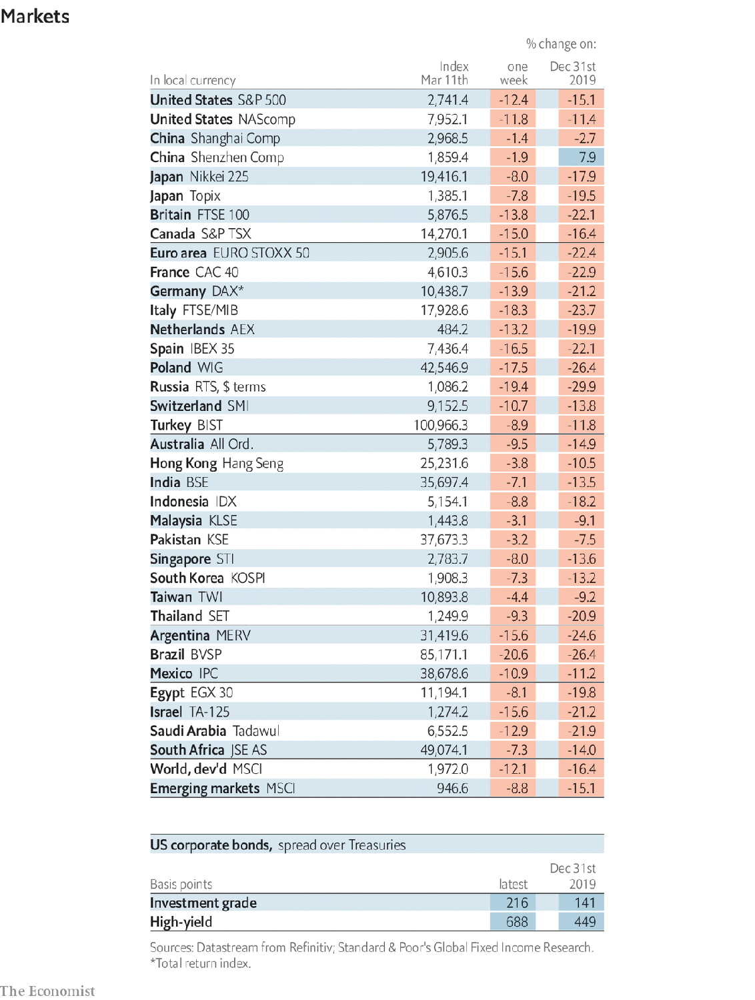 Markets
% change on:
Index one Dec 31st
In local currency Mar 11th week 2019
United States S&P 500 2,741.4 -12.4 -15.1
United States NAScomp 7,952.1 -11.8 -11.4
China Shanghai Comp 2,968.5 -1.4 -2.7
China Shenzhen Comp 1,859.4 -1.9 7.9
Japan Nikkei 225 19,416.1 -8.0 -17.9
Japan Topix 1,385.1 -7.8 -19.5
Britain FTSE 100 5,876.5 -13.8 -22.1
Canada S&P TSX 14,270.1 -15.0 -16.4
Euro area EURO STOXX 50 2,905.6 -15.1 -22.4
France CAC 40 4,610.3 -15.6 -22.9
Germany DAX* 10,438.7 -13.9 -21.2
Italy FTSE/MIB 17,928.6 -18.3 -23.7
Netherlands AEX 484.2 -13.2 -19.9
Spain IBEX 35 7,436.4 -16.5 -22.1
Poland WIG 42,546.9 -17.5 -26.4
Russia RTS, $ terms 1,086.2 -19.4 -29.9
Switzerland SMI 9,152.5 -10.7 -13.8
Turkey BIST 100,966.3 -8.9 -11.8
Australia All Ord. 5,789.3 -9.5 -14.9
Hong Kong Hang Seng 25,231.6 -3.8 -10.5
India BSE 35,697.4 -7.1 -13.5
Indonesia IDX 5,154.1 -8.8 -18.2
Malaysia KLSE 1,443.8 -3.1 -9.1
Pakistan KSE 37,673.3 -3.2 -7.5
Singapore STI 2,783.7 -8.0 -13.6
South Korea KOSPI 1,908.3 -7.3 -13.2
Taiwan TWI 10,893.8 -4.4 -9.2
Thailand SET 1,249.9 -9.3 -20.9
Argentina MERV 31,419.6 -15.6 -24.6
Brazil BVSP 85,171.1 -20.6 -26.4
Mexico IPC 38,678.6 -10.9 -11.2
Egypt EGX 30 11,194.1 -8.1 -19.8
Israel TA-125 1,274.2 -15.6 -21.2
Saudi Arabia Tadawul 6,552.5 -12.9 -21.9
South Africa JSE AS 49,074.1 -7.3 -14.0
World, dev'd MSCI 1,972.0 -12.1 -16.4
Emerging markets MSCI 946.6 -8.8 -15.1
US corporate bonds, spread over Treasuries
Dec 31st
Basis points latest 2019
Investment grade 216 141
High-yield 688 449
Sources: Datastream from Refinitiv; Standard & Poor's Global Fixed Income Research.
*Total return index.
The Economist